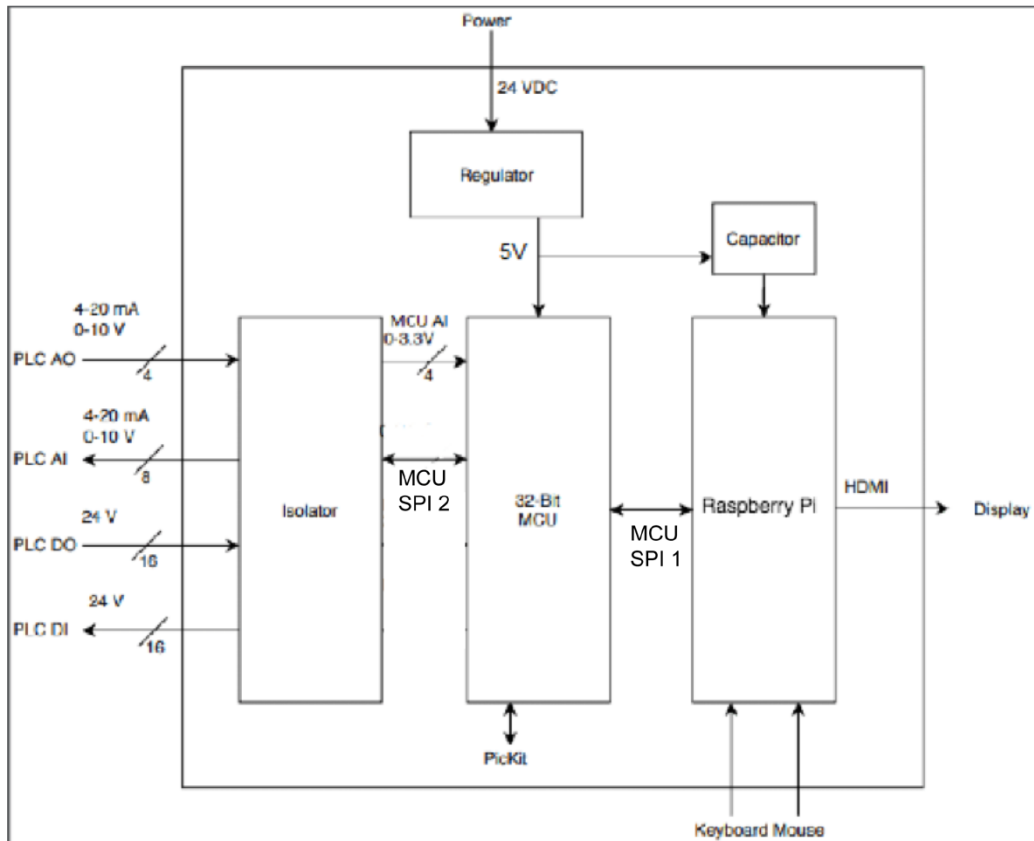 Power
24 VDC
Regulator
5V
Capacitor
4-20 mA
0-10 V
PLC AO
4
MCU AI
0-3.3V
4
4-20 mA
0-10 V
PLC AI
8
MCU
SPI 2
24 V
PLC DO
16
24 V
PLC DI
16
Isolator
32-Bit
MCU
MCU
SPI 1
Raspberry Pi
HDMI
Display
PicKit
Keyboard Mouse